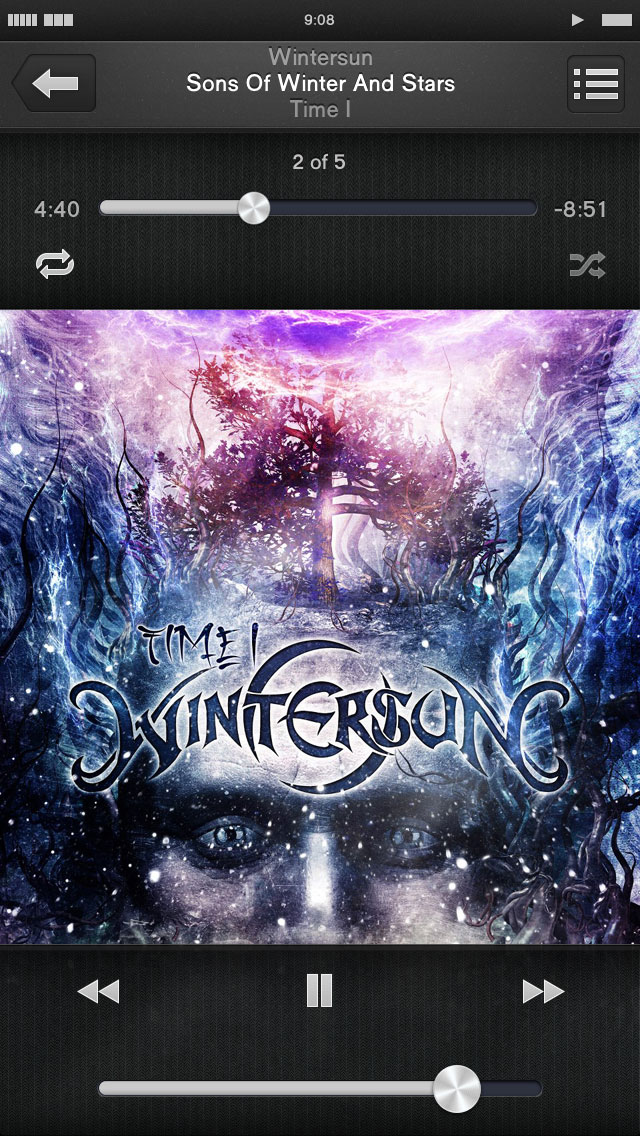 9:08
Wintersun
Sons Of Winter And Stars
Time I
2 of 5
4:40 -8:51
TIME I
WINTERSUN